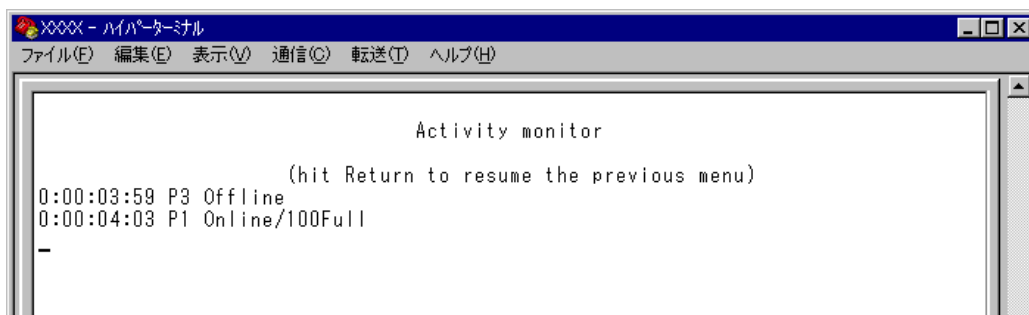 XXXX - ハイパーターミナル
ファイル(F) 編集(E) 表示(V) 通信(C) 転送(T) ヘルプ(H)
Activity monitor
(hit Return to resume the previous menu)
0:00:03:59 P3 Offline
0:00:04:03 P1 Online/100Full